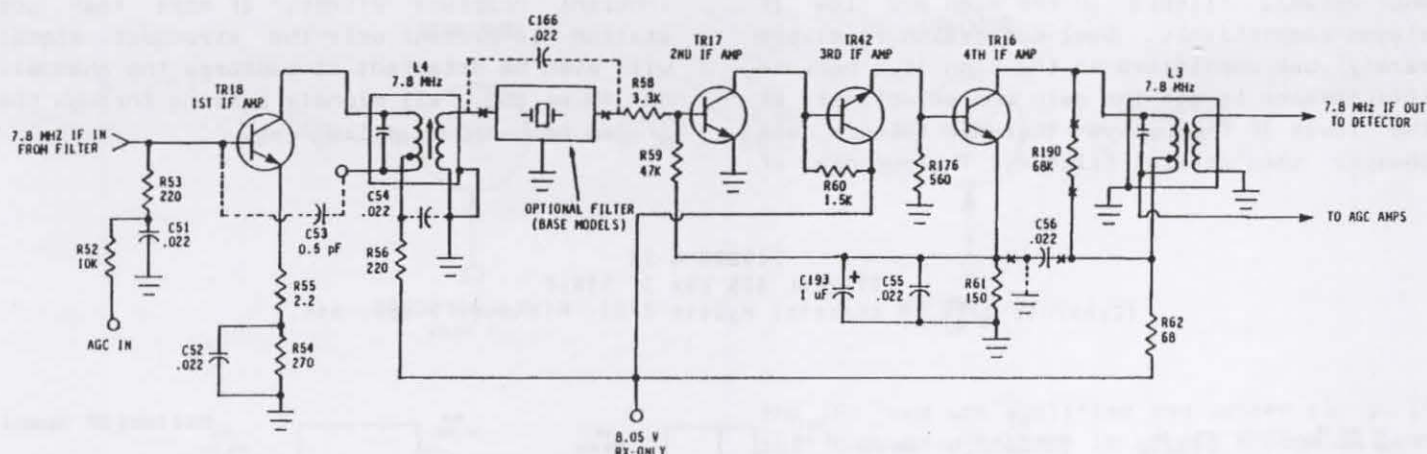 C166
.022
TR17
2ND IF AMP
TR42
3RD IF AMP
TR16
4TH IF AMP
L4
7.8 MHz
L3
7.8 MHz
TR18
1ST IF AMP
R58
3.3K
7.8 MHZ IF IN
FROM FILTER
7.8 MHz IF OUT
TO DETECTOR
R59
47K
R190
68K
R53
220
C54
.022
R60
1.5K
R176
560
C51
.022
C53
0.5 pF
OPTIONAL FILTER
(BASE MODELS)
TO AGC AMPS
R52
10K
R56
220
C56
.022
R55
2.2
C193
1 uF
+
C55
.022
R61
150
AGC IN
R62
68
C52
.022
R54
270
8.05 V
RX-ONLY